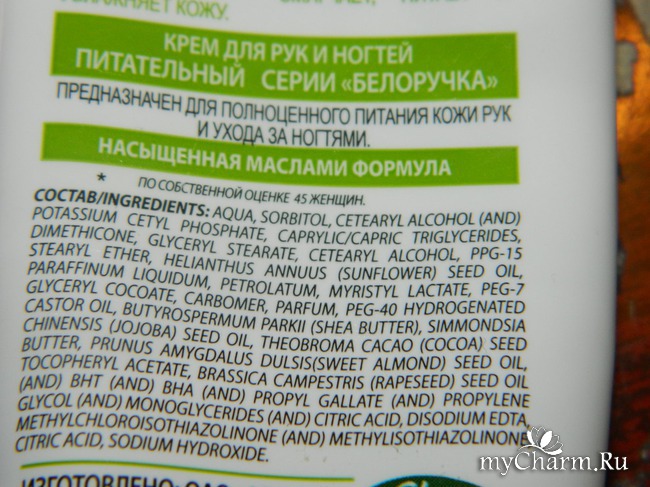 УВЛАЖНЯЕТ КОЖУ.
КРЕМ ДЛЯ РУК И НОГТЕЙ
ПИТАТЕЛЬНЫЙ СЕРИИ «БЕЛОРУЧКА»
ПРЕДНАЗНАЧЕН ДЛЯ ПОЛНОЦЕННОГО ПИТАНИЯ КОЖИ РУК
И УХОДА ЗА НОГТЯМИ.
НАСЫЩЕННАЯ МАСЛАМИ ФОРМУЛА
* ПО СОБСТВЕННОЙ ОЦЕНКЕ 45 ЖЕНЩИН.
СОСТАВ/INGREDIENTS: AQUA, SORBITOL, CETEARYL ALCOHOL (AND)
POTASSIUM CETYL PHOSPHATE, CAPRYLIC/CAPRIC TRIGLYCERIDES,
DIMETHICONE, GLYCERYL STEARATE, CETEARYL ALCOHOL, PPG-15
STEARYL ETHER, HELIANTHUS ANNUUS (SUNFLOWER) SEED OIL,
PARAFFINUM LIQUIDUM, PETROLATUM, MYRISTYL LACTATE, PEG-7
GLYCERYL COCOATE, CARBOMER, PARFUM, PEG-40 HYDROGENATED
CASTOR OIL, BUTYROSPERMUM PARKII (SHEA BUTTER), SIMMONDSIA
CHINENSIS (JOJOBA) SEED OIL, THEOBROMA CACAO (COCOA) SEED
BUTTER, PRUNUS AMYGDALUS DULSIS(SWEET ALMOND) SEED OIL,
TOCOPHERYL ACETATE, BRASSICA CAMPESTRIS (RAPESEED) SEED OIL
(AND) BHT (AND) BHA (AND) PROPYL GALLATE (AND) PROPYLENE
GLYCOL (AND) MONOGLYCERIDES (AND) CITRIC ACID, DISODIUM EDTA,
METHYLCHLOROISOTHIAZOLINONE (AND) METHYLISOTHIAZOLINONE,
CITRIC ACID, SODIUM HYDROXIDE.
ИЗГОТОВЛЕНО: ОАО
myCharm.Ru